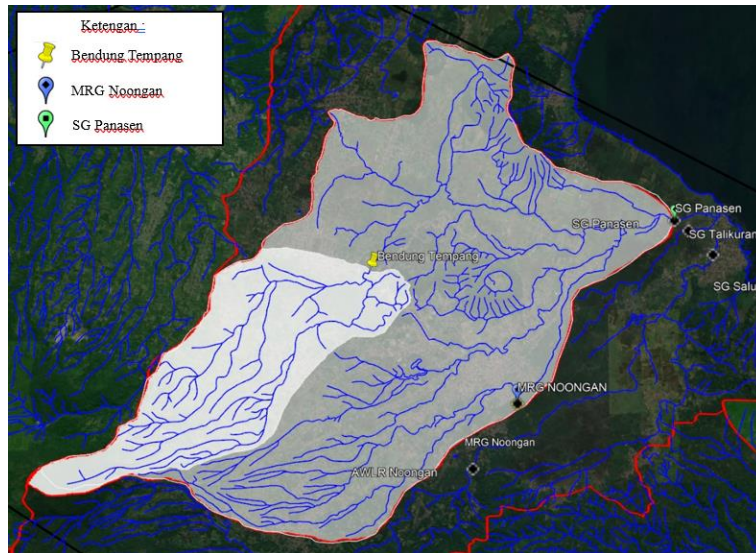 Ketengan :
Bendung Tempang
MRG Noongan
SG Panasen
SG Panasen
SG Panasen
SG Talikuran
Bendung Tempang
SG Salu
MRG NOONGAN
MRG Noongan
AWLR Noongan